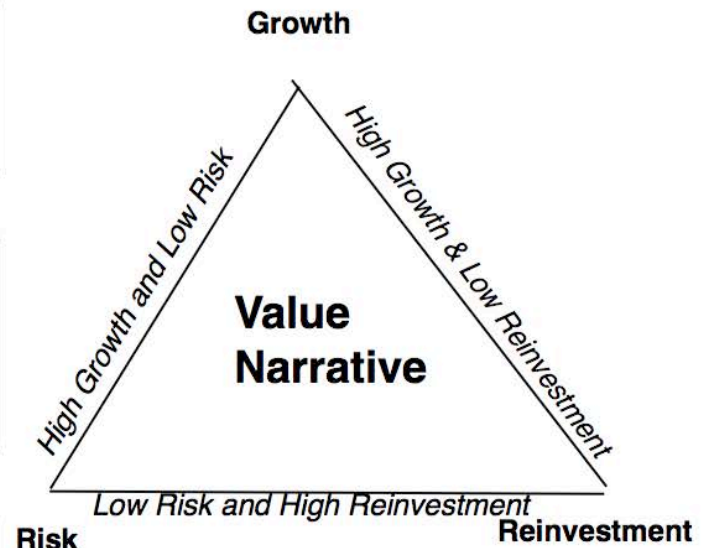 Growth
High Growth and Low Risk
High Growth & Low Reinvestment
Value
Narrative
Low Risk and High Reinvestment
Risk
Reinvestment